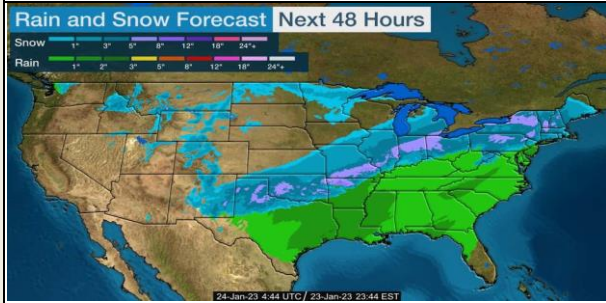 Rain and Snow Forecast Next 48 Hours
Snow
1" 3" 5" 8" 12" 18" 24"+
Rain
1" 2" 3" 5" 8" 12" 18" 24"+
24-Jan-23 4:44 UTC / 23-Jan-23 23:44 EST